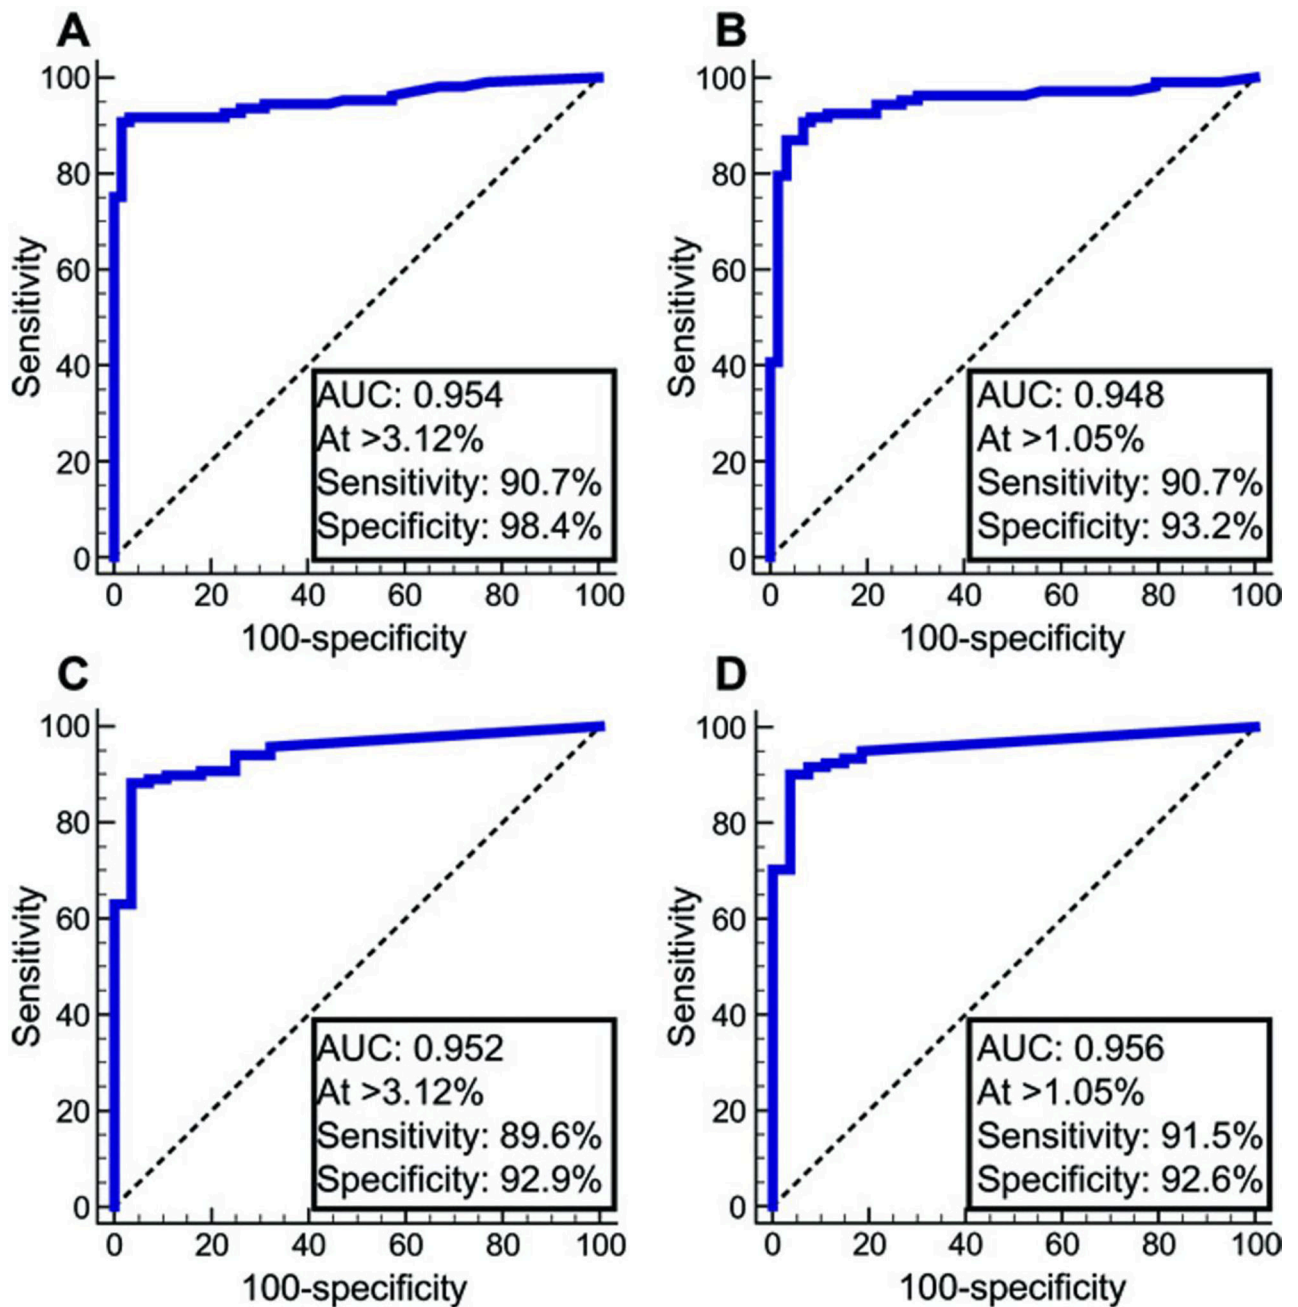 A
100
80
60
40
20
0
Sensitivity
AUC: 0.954
At >3.12%
Sensitivity: 90.7%
Specificity: 98.4%
0 20 40 60 80 100
100-specificity
B
100
80
60
40
20
0
Sensitivity
AUC: 0.948
At >1.05%
Sensitivity: 90.7%
Specificity: 93.2%
0 20 40 60 80 100
100-specificity
C
100
80
60
40
20
0
Sensitivity
AUC: 0.952
At >3.12%
Sensitivity: 89.6%
Specificity: 92.9%
0 20 40 60 80 100
100-specificity
D
100
80
60
40
20
0
Sensitivity
AUC: 0.956
At >1.05%
Sensitivity: 91.5%
Specificity: 92.6%
0 20 40 60 80 100
100-specificity